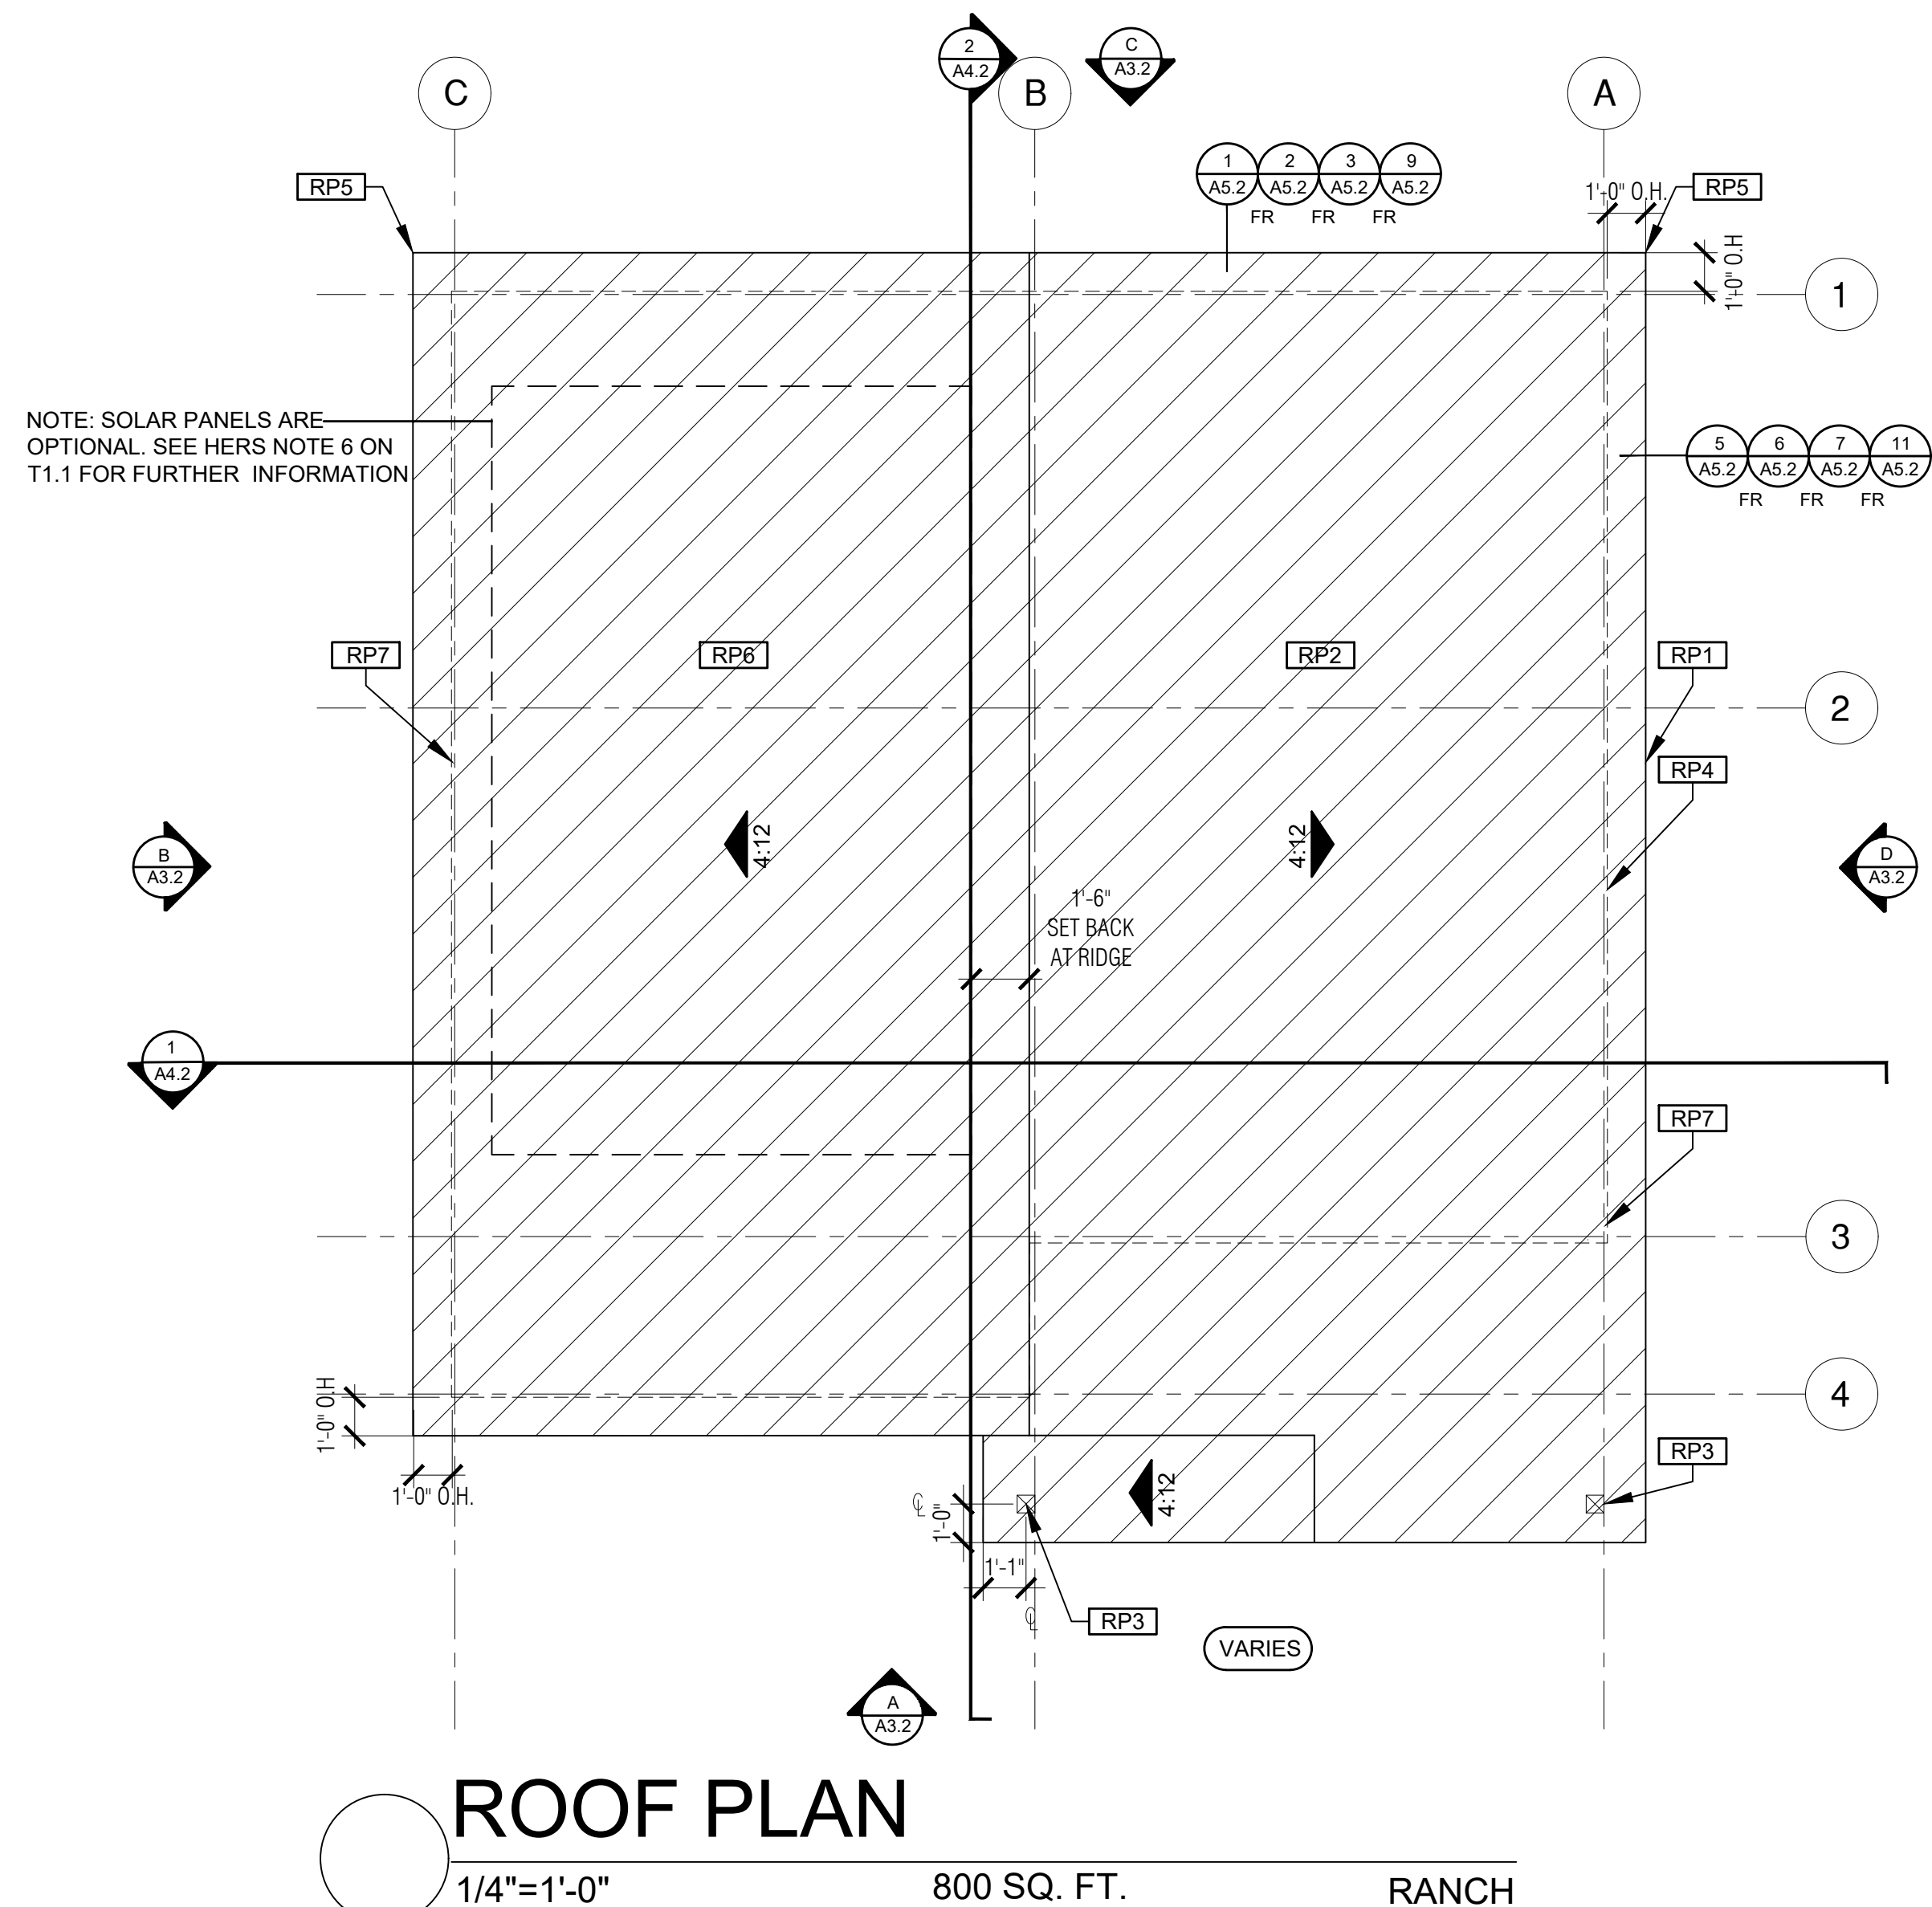 2
A4.2
C
A3.2
C
B
A
RP5
1 2 3 9
A5.2 A5.2 A5.2 A5.2
FR FR FR
1'-0" O.H.
RP5
1'-0" O.H
1
NOTE: SOLAR PANELS ARE
OPTIONAL. SEE HERS NOTE 6 ON
T1.1 FOR FURTHER INFORMATION
5 6 7 11
A5.2 A5.2 A5.2 A5.2
FR FR FR
RP7
RP6
RP2
RP1
2
RP4
4:12
4:12
B
A3.2
D
A3.2
1'-6"
SET BACK
AT RIDGE
1
A4.2
RP7
3
1'-0" O.H
4
1'-0" O.H.
RP3
4:12
℄
1'-0"
1'-1"
℄
RP3
VARIES
A
A3.2
ROOF PLAN
1/4"=1'-0" 800 SQ. FT. RANCH